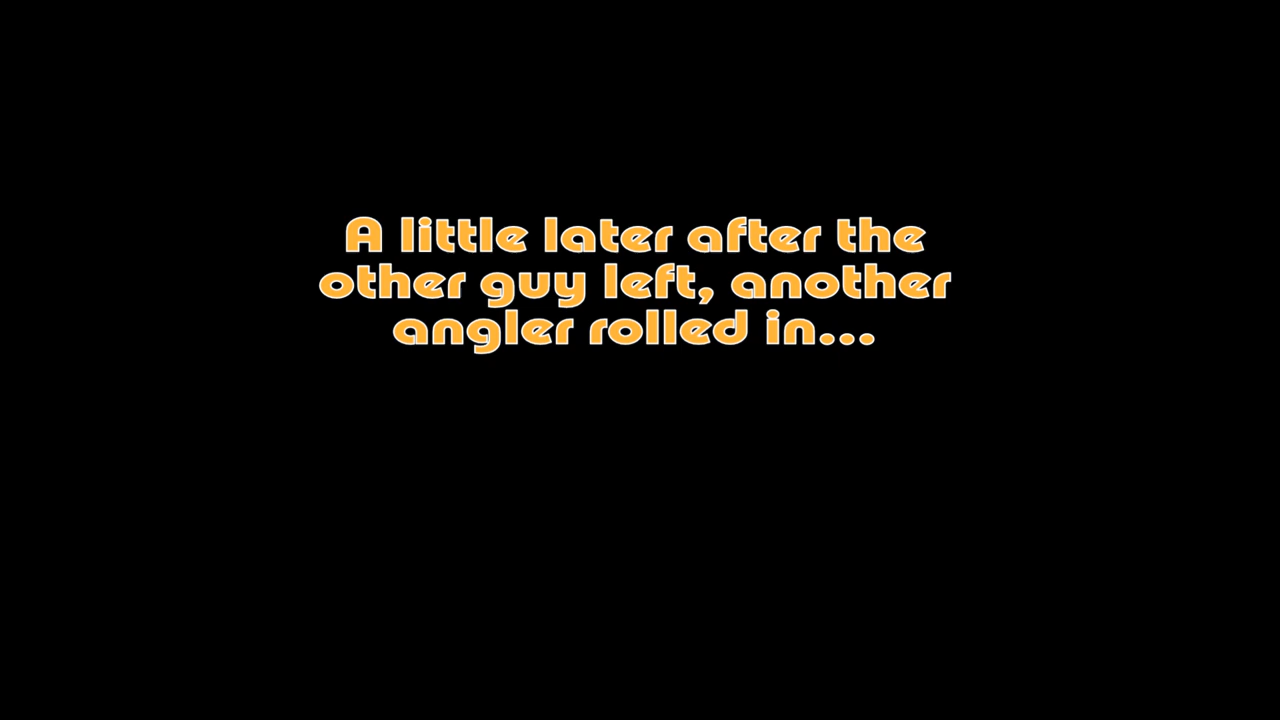 A little later after the
other guy left, another
angler rolled in...